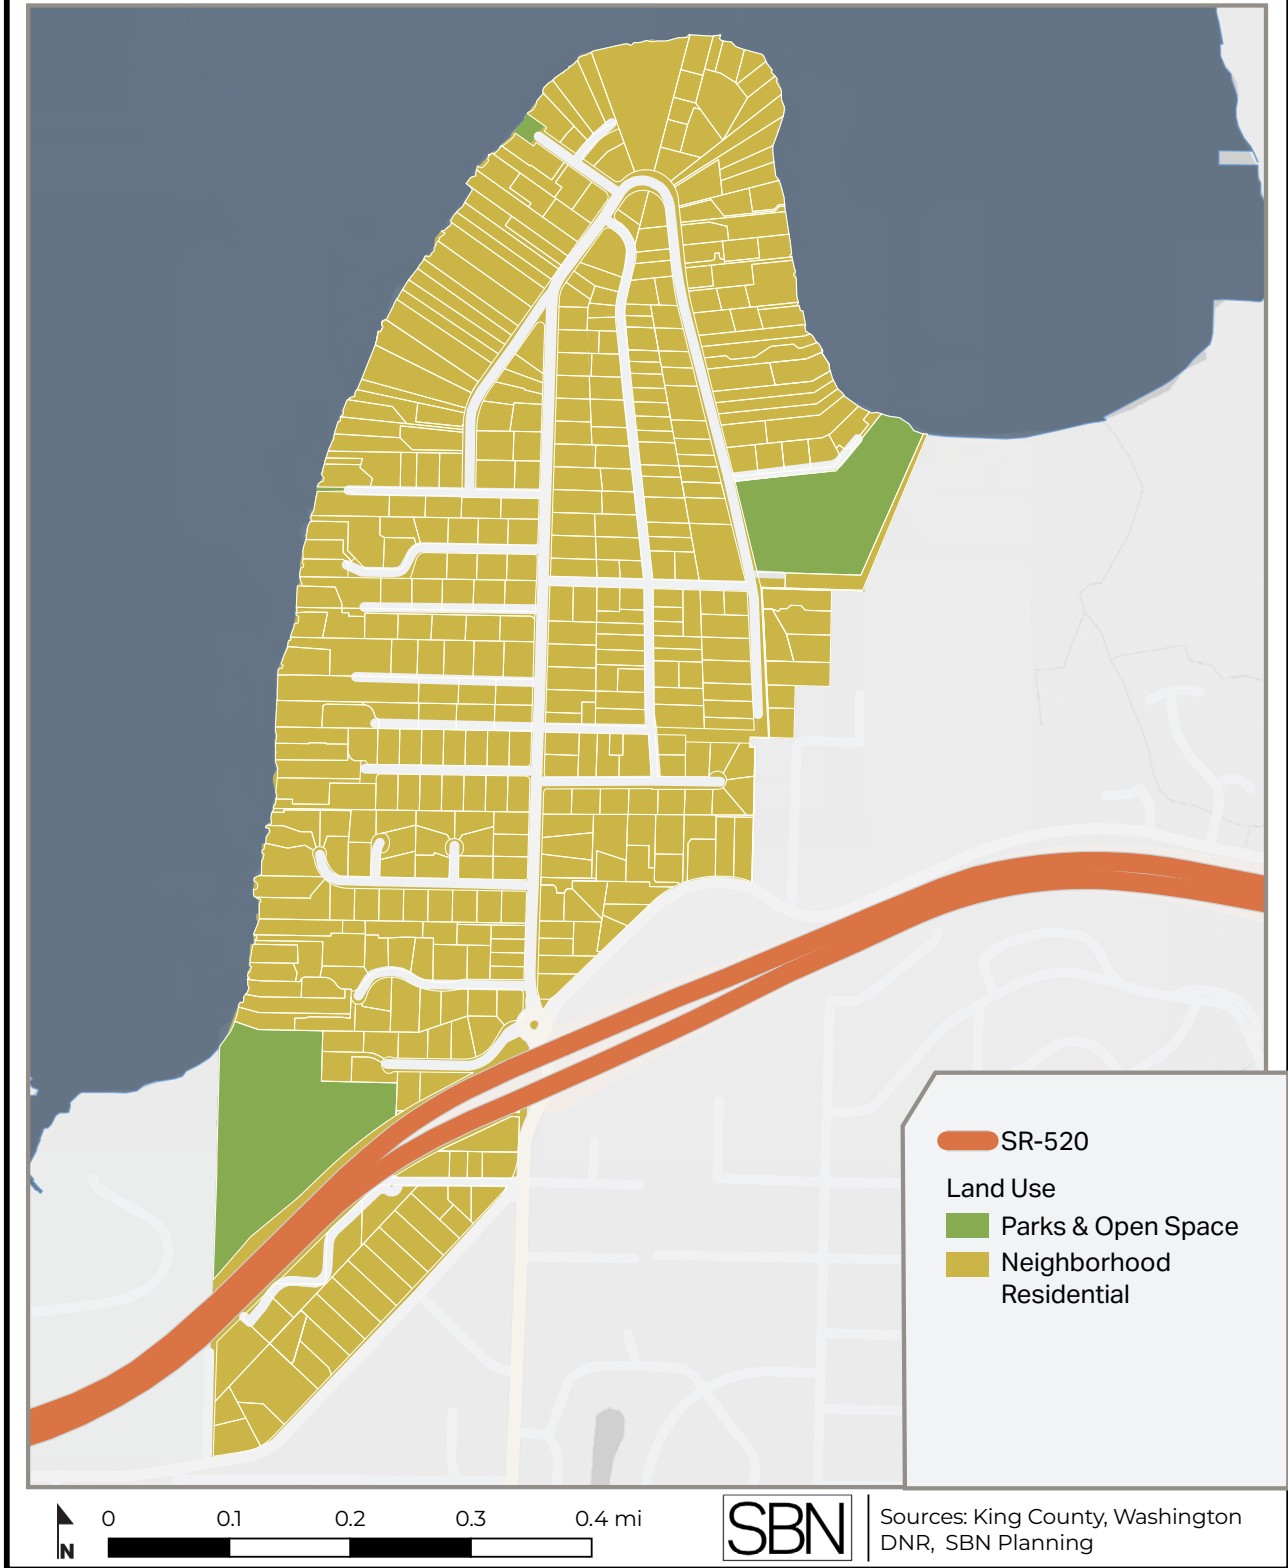 SR-520
Land Use
Parks & Open Space
Neighborhood
Residential
N
0 0.1 0.2 0.3 0.4 mi
SBN
Sources: King County, Washington
DNR, SBN Planning